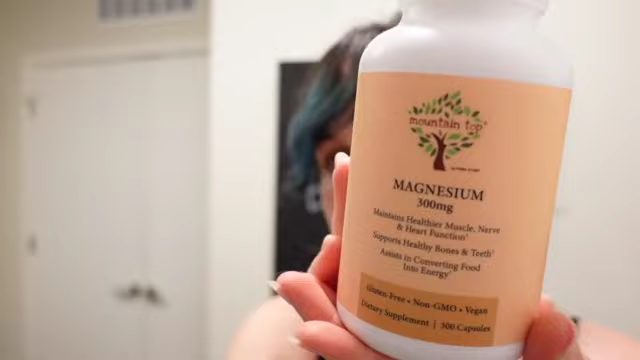 mountain top
MAGNESIUM
300mg
Maintains Healthier Muscle, Nerve
& Heart Function†
Supports Healthy Bones & Teeth†
Assists in Converting Food
Into Energy†
Gluten-Free • Non-GMO • Vegan
Dietary Supplement | 300 Capsules